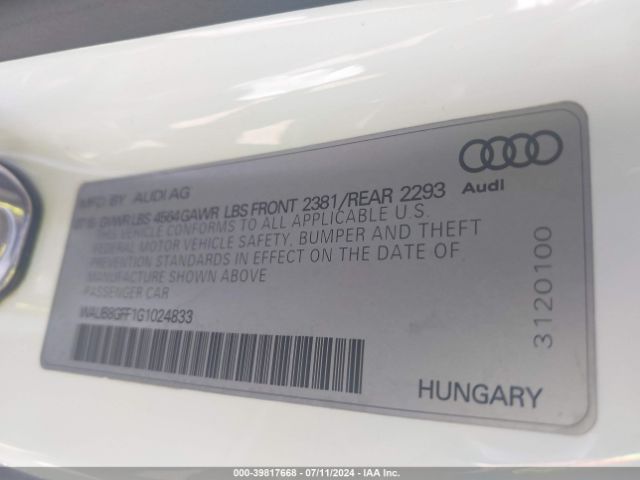 MFD BY AUDI AG
07/15 GVWR LBS 4564 GAWR LBS FRONT 2381/REAR 2293
THIS VEHICLE CONFORMS TO ALL APPLICABLE U.S.
FEDERAL MOTOR VEHICLE SAFETY, BUMPER AND THEFT
PREVENTION STANDARDS IN EFFECT ON THE DATE OF
MANUFACTURE SHOWN ABOVE
PASSENGER CAR
WAUB8GFF1G1024833
Audi
3120100
HUNGARY
000-39817668 | 07/11/2024 | IAA Inc.